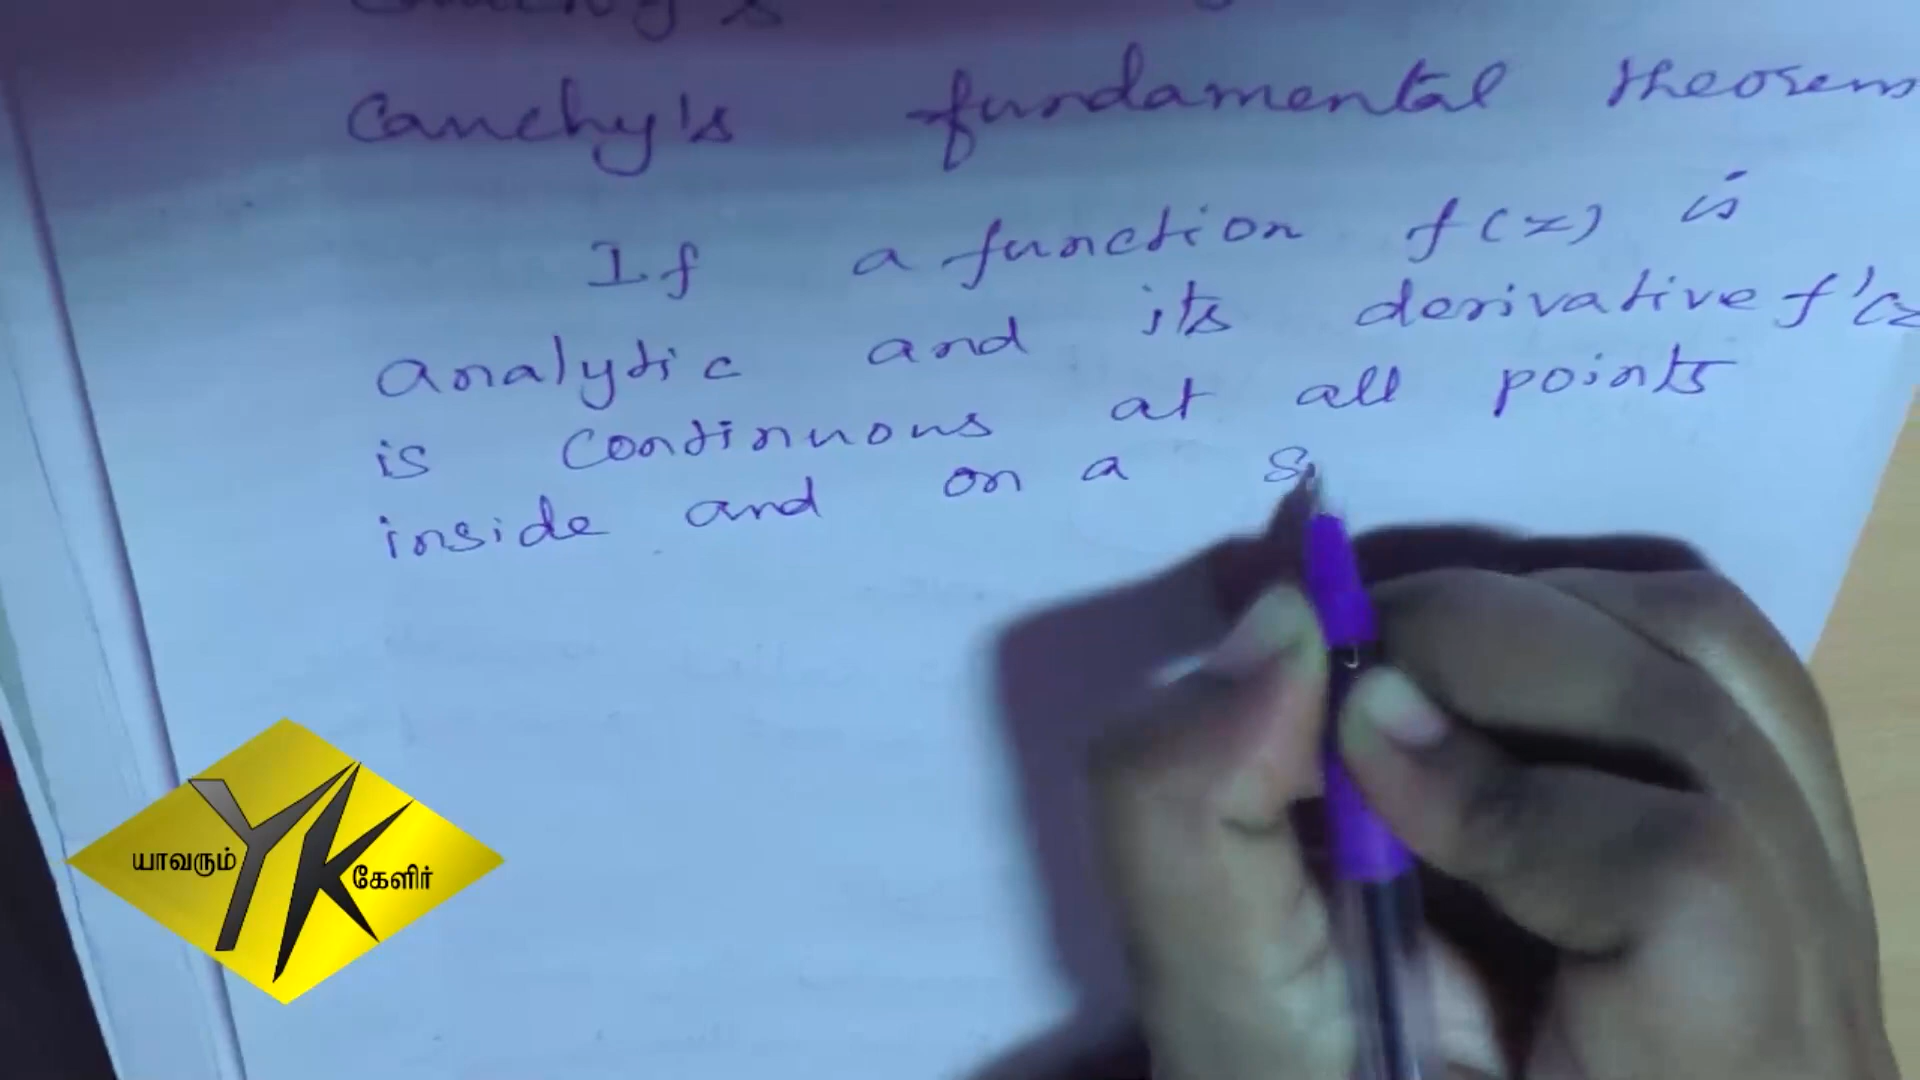 Cauchy's
Cauchy's fundamental theorem
If a function f(z) is
analytic and its derivative f'(z
is continuous at all points
inside and on a
யாவரும் YK கேளிர்